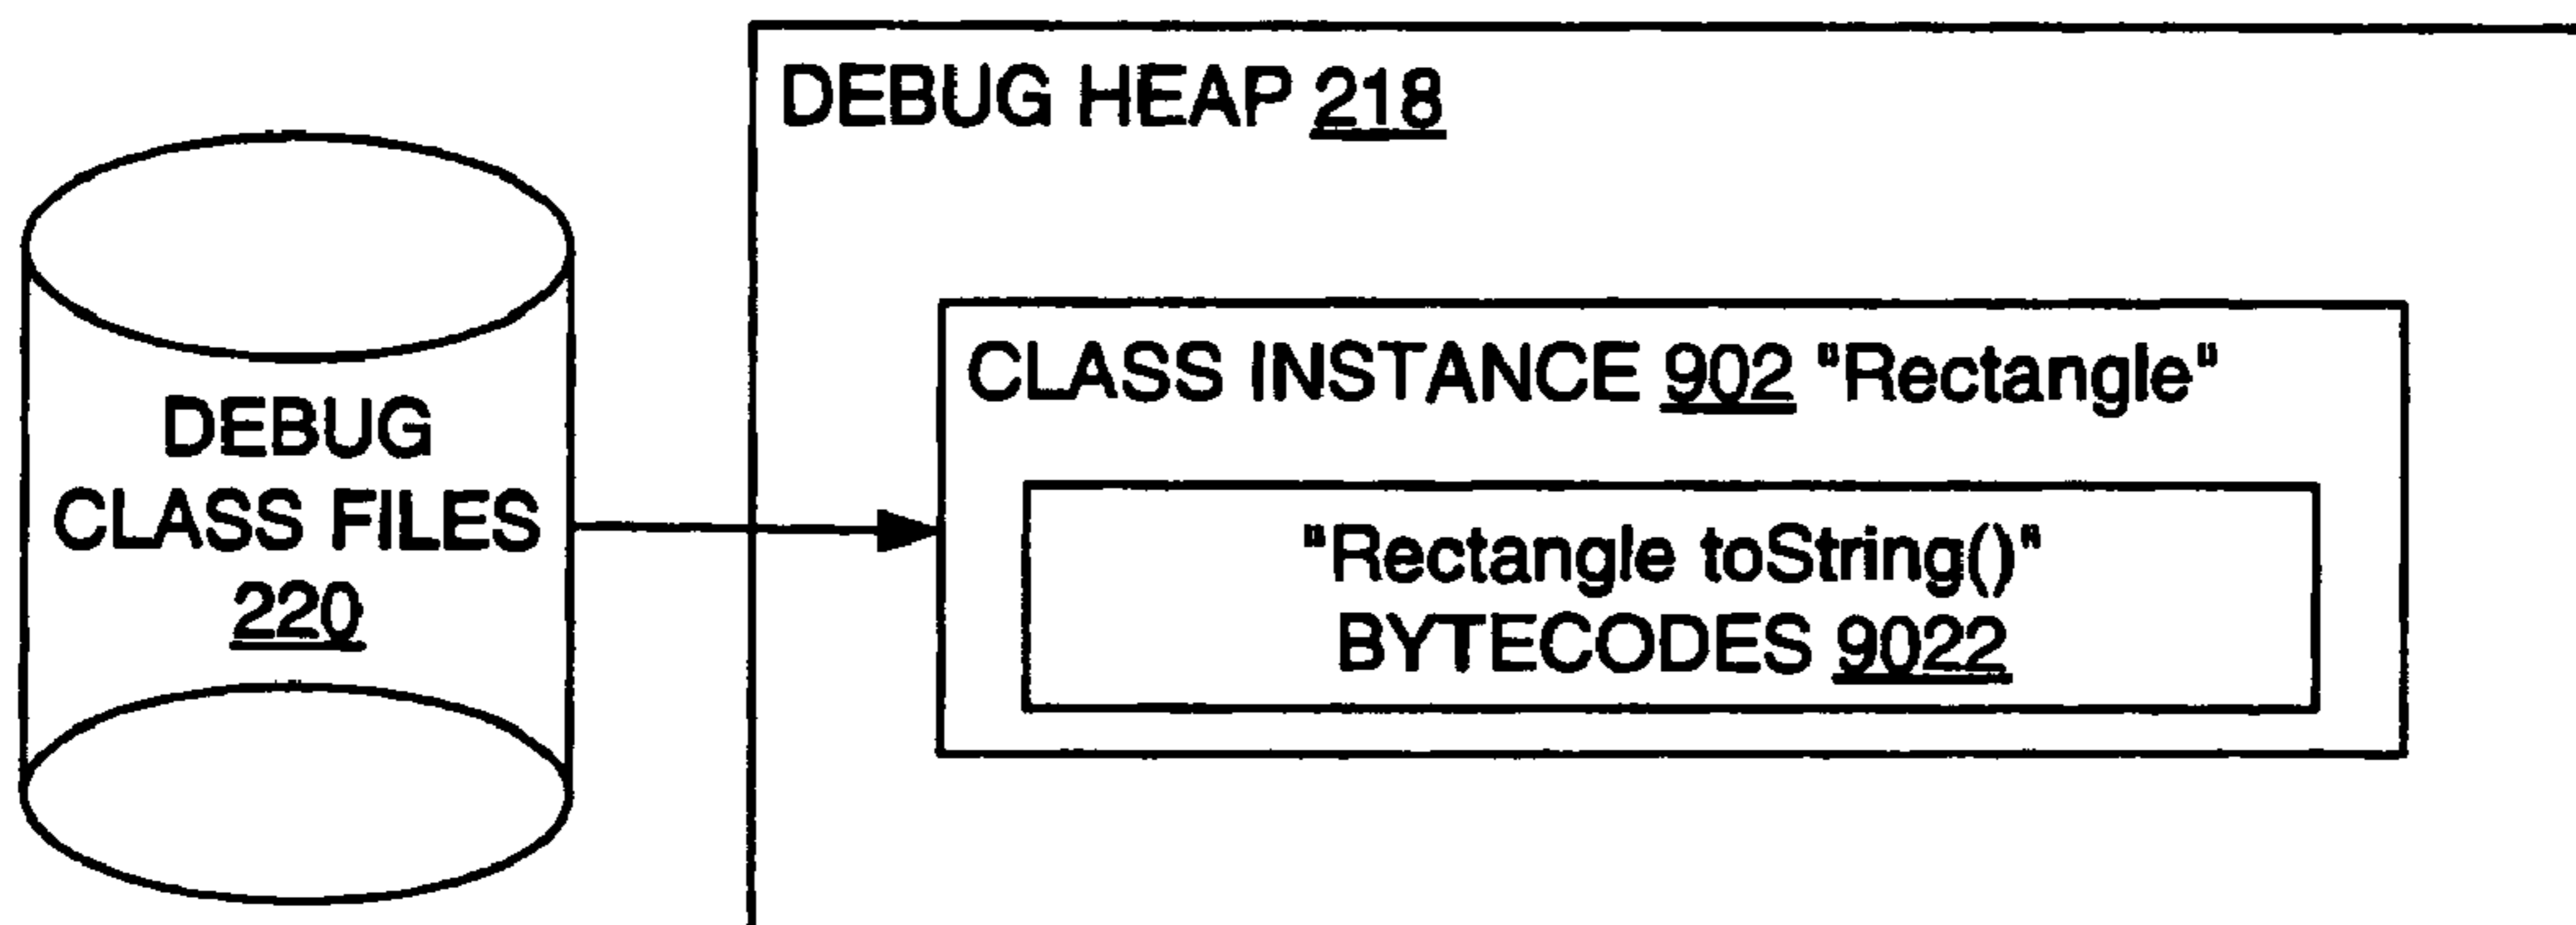 DEBUG HEAP 218
DEBUG
CLASS FILES
220
CLASS INSTANCE 902 "Rectangle"
"Rectangle toString()"
BYTECODES 9022